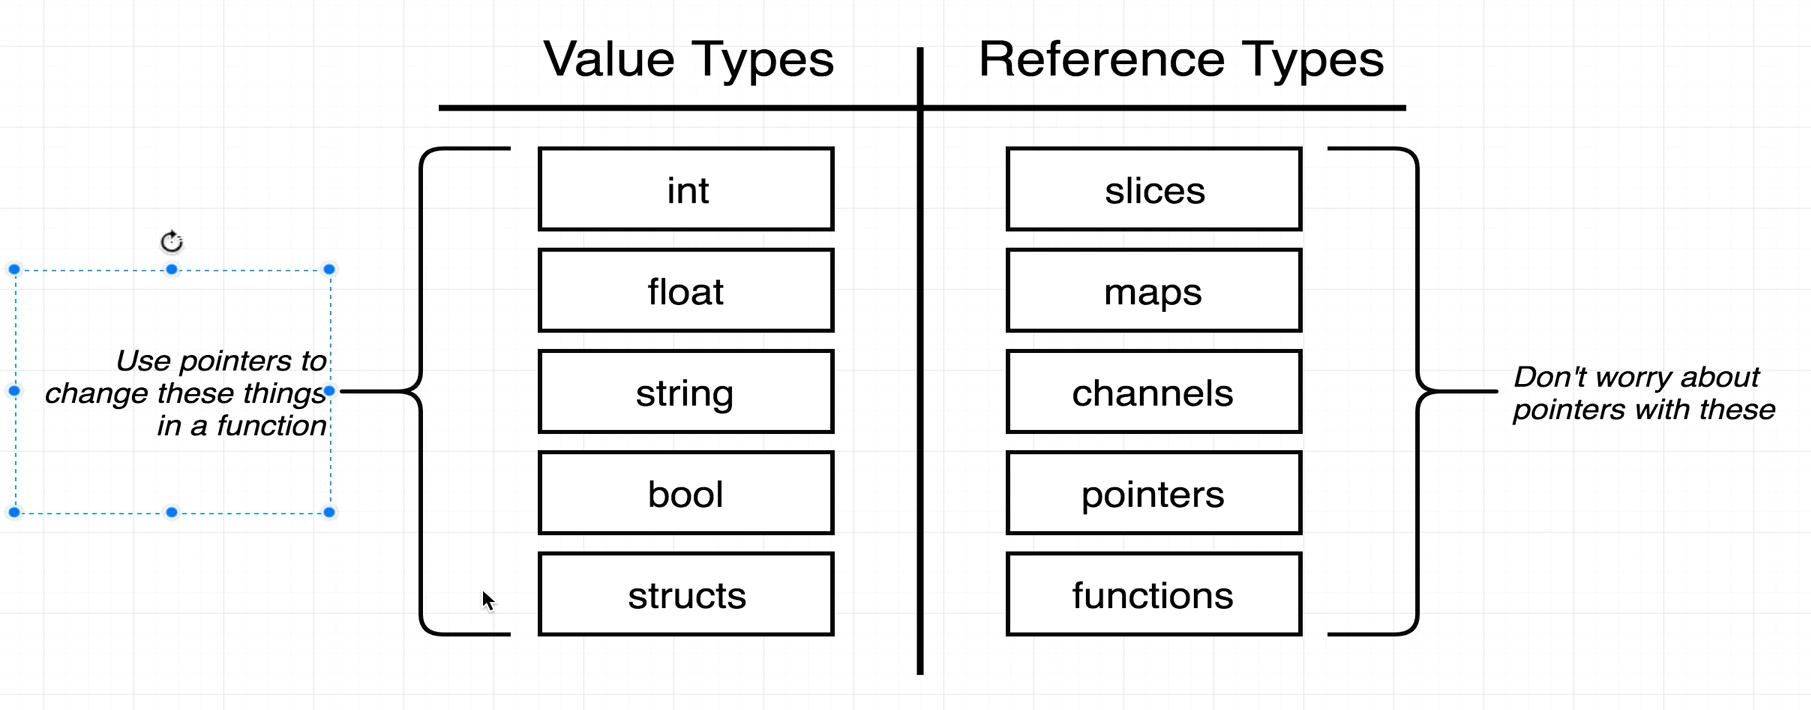 Value Types
Reference Types
int
slices
float
maps
Use pointers to
change these things
in a function
string
channels
Don't worry about
pointers with these
bool
pointers
structs
functions